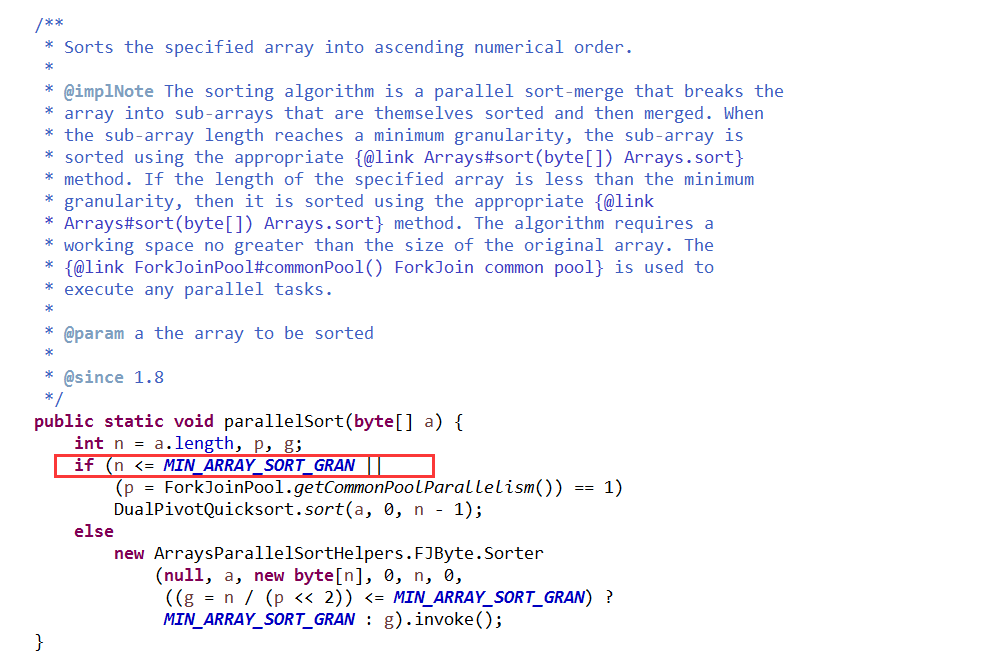 /**
 * Sorts the specified array into ascending numerical order.
 *
 * @implNote The sorting algorithm is a parallel sort-merge that breaks the
 * array into sub-arrays that are themselves sorted and then merged. When
 * the sub-array length reaches a minimum granularity, the sub-array is
 * sorted using the appropriate {@link Arrays#sort(byte[]) Arrays.sort}
 * method. If the length of the specified array is less than the minimum
 * granularity, then it is sorted using the appropriate {@link
 * Arrays#sort(byte[]) Arrays.sort} method. The algorithm requires a
 * working space no greater than the size of the original array. The
 * {@link ForkJoinPool#commonPool() ForkJoin common pool} is used to
 * execute any parallel tasks.
 *
 * @param a the array to be sorted
 *
 * @since 1.8
 */
public static void parallelSort(byte[] a) {
    int n = a.length, p, g;
    if (n <= MIN_ARRAY_SORT_GRAN ||
        (p = ForkJoinPool.getCommonPoolParallelism()) == 1)
        DualPivotQuicksort.sort(a, 0, n - 1);
    else
        new ArraysParallelSortHelpers.FJByte.Sorter
            (null, a, new byte[n], 0, n, 0,
             ((g = n / (p << 2)) <= MIN_ARRAY_SORT_GRAN) ?
             MIN_ARRAY_SORT_GRAN : g).invoke();
}